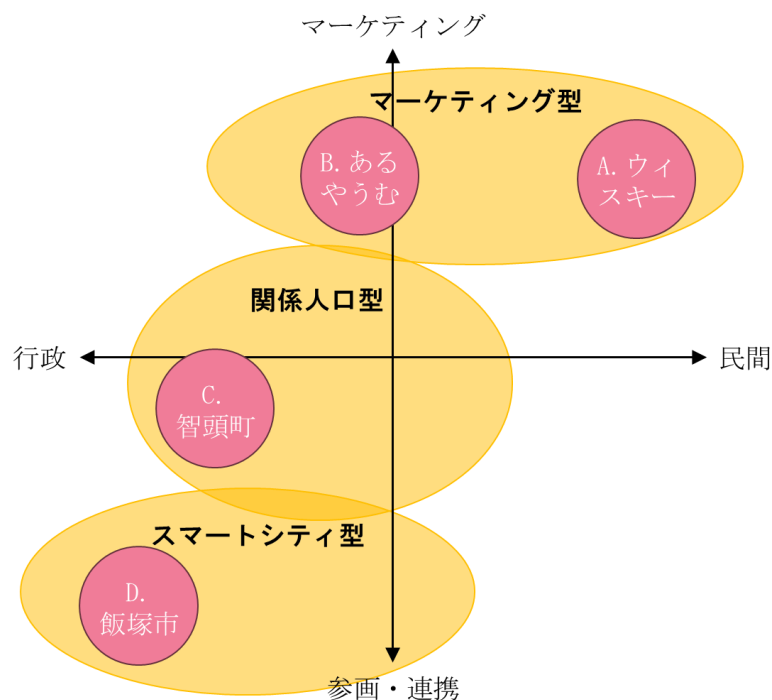 マーケティング
マーケティング型
B.ある
やうむ
A.ウィ
スキー
関係人口型
行政
民間
C.
智頭町
スマートシティ型
D.
飯塚市
参画・連携